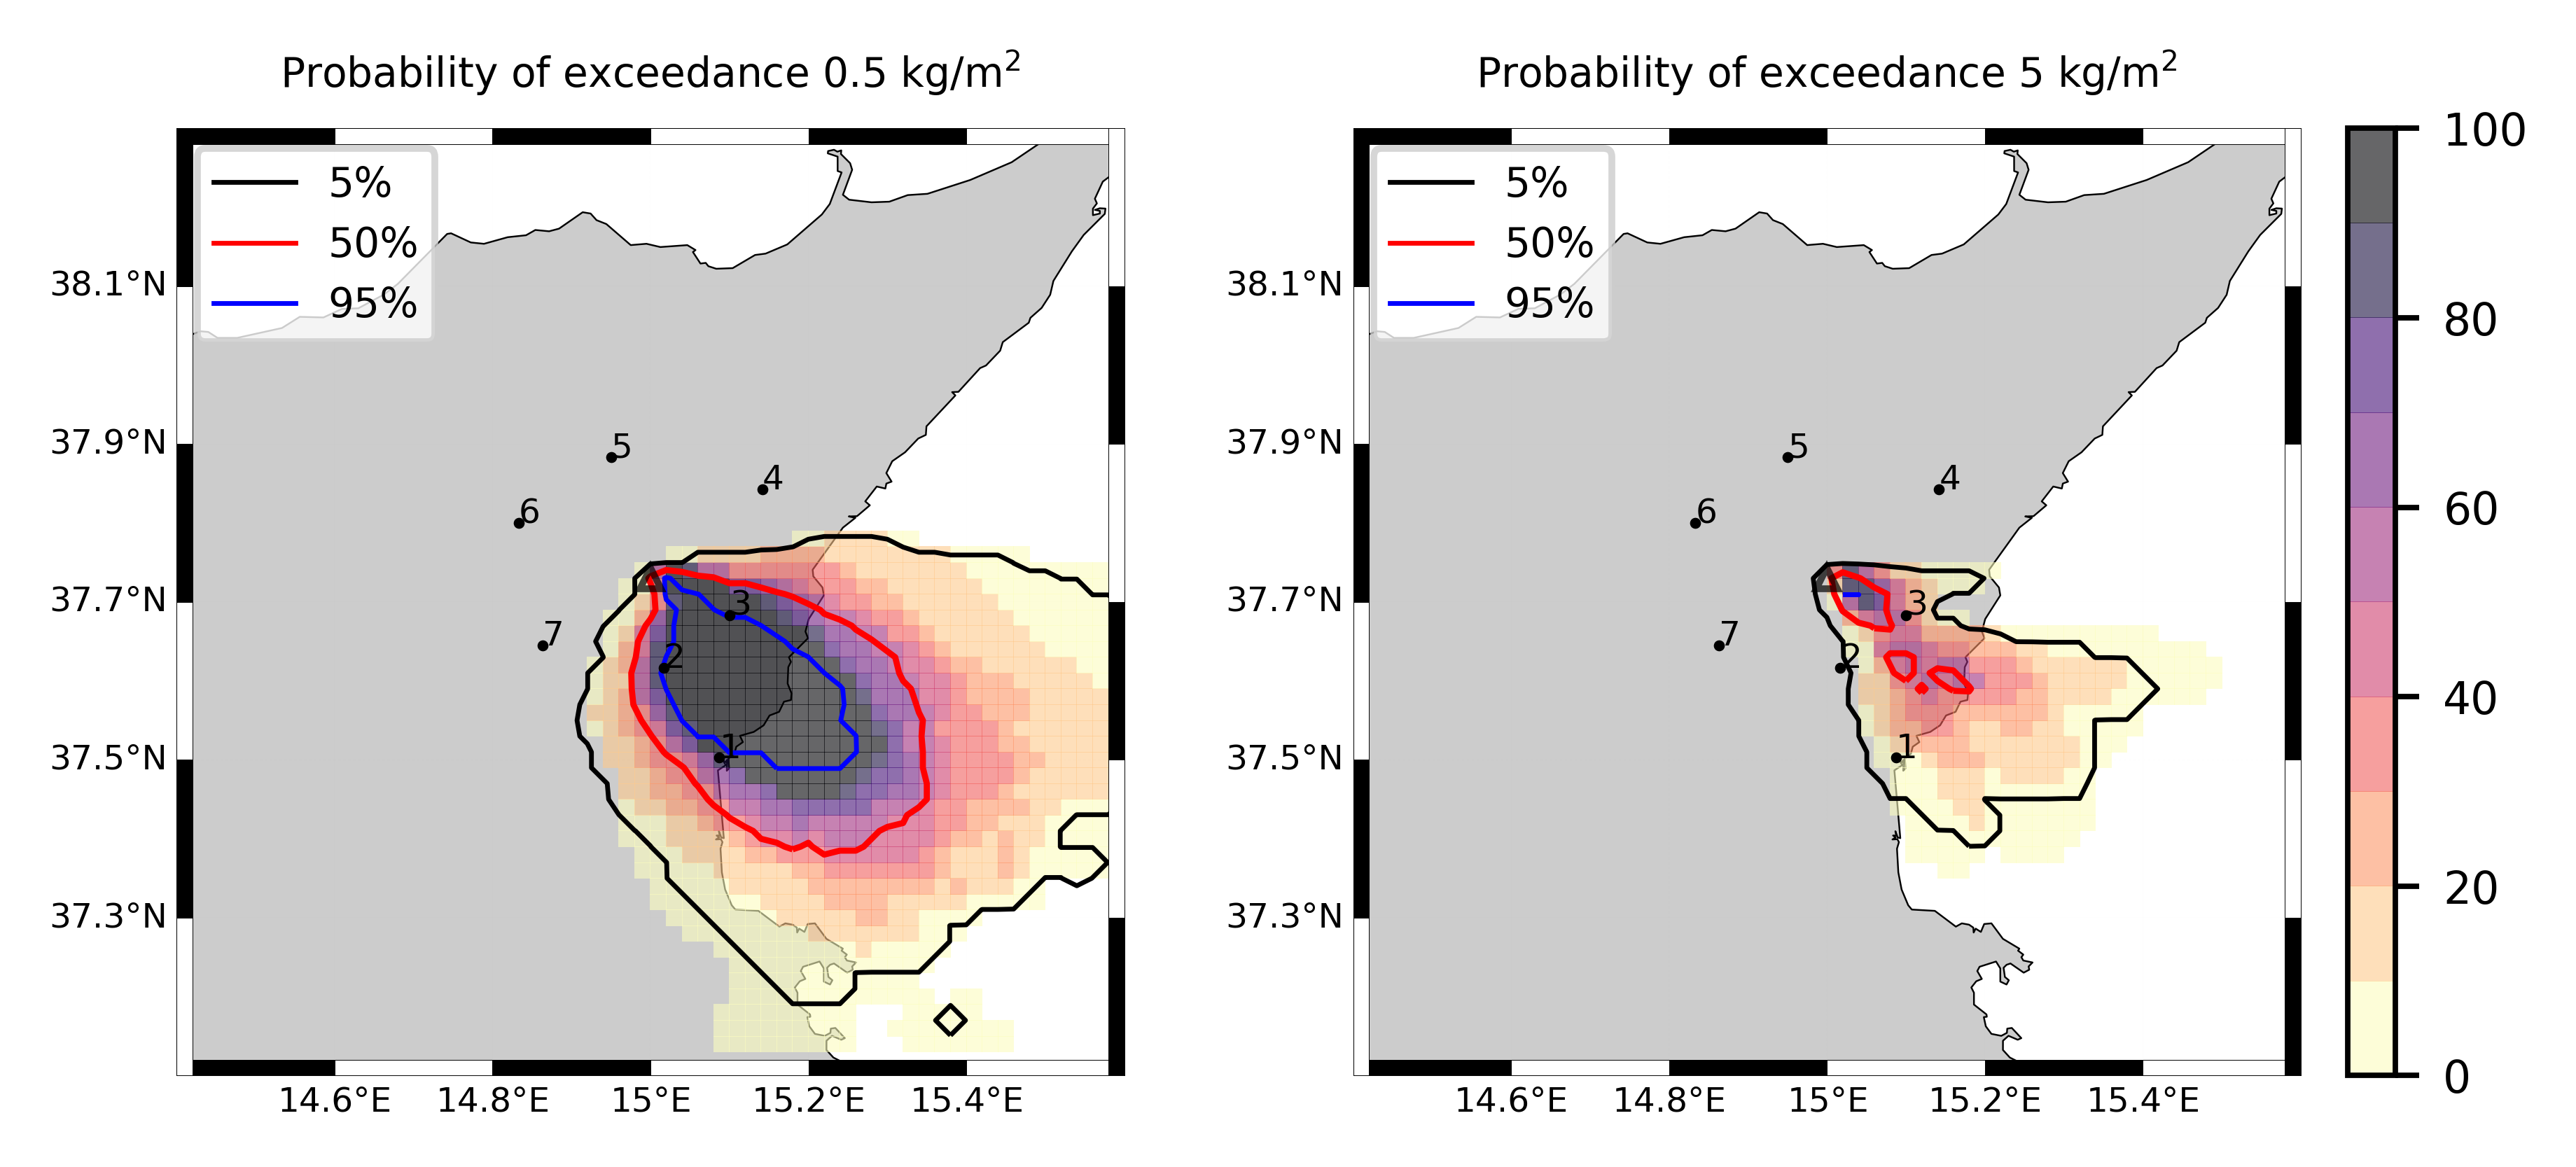 Probability of exceedance 0.5 kg/m²
5%
50%
95%
38.1°N
37.9°N
37.7°N
37.5°N
37.3°N
14.6°E 14.8°E 15°E 15.2°E 15.4°E
5
4
6
3
7
2
1
Probability of exceedance 5 kg/m²
5%
50%
95%
38.1°N
37.9°N
37.7°N
37.5°N
37.3°N
14.6°E 14.8°E 15°E 15.2°E 15.4°E
5
4
6
3
7
2
1
100
80
60
40
20
0